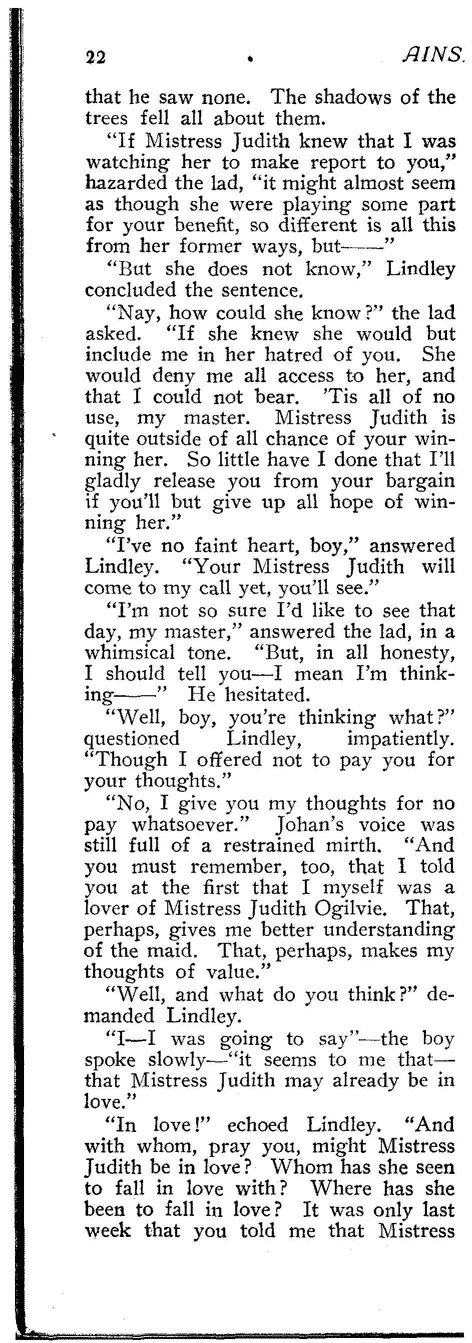 22 AINS.
that he saw none. The shadows of the
trees fell all about them.
"If Mistress Judith knew that I was
watching her to make report to you,"
hazarded the lad, "it might almost seem
as though she were playing some part
for your benefit, so different is all this
from her former ways, but——"
"But she does not know," Lindley
concluded the sentence.
"Nay, how could she know?" the lad
asked. "If she knew she would but
include me in her hatred of you. She
would deny me all access to her, and
that I could not bear. 'Tis all of no
use, my master. Mistress Judith is
quite outside of all chance of your win-
ning her. So little have I done that I'll
gladly release you from your bargain
if you'll but give up all hope of win-
ning her."
"I've no faint heart, boy," answered
Lindley. "Your Mistress Judith will
come to my call yet, you'll see."
"I'm not so sure I'd like to see that
day, my master," answered the lad, in a
whimsical tone. "But, in all honesty,
I should tell you—I mean I'm think-
ing——" He hesitated.
"Well, boy, you're thinking what?"
questioned Lindley, impatiently.
"Though I offered not to pay you for
your thoughts."
"No, I give you my thoughts for no
pay whatsoever." Johan's voice was
still full of a restrained mirth. "And
you must remember, too, that I told
you at the first that I myself was a
lover of Mistress Judith Ogilvie. That,
perhaps, gives me better understanding
of the maid. That, perhaps, makes my
thoughts of value."
"Well, and what do you think?" de-
manded Lindley.
"I—I was going to say"—the boy
spoke slowly—"it seems to me that—
that Mistress Judith may already be in
love."
"In love!" echoed Lindley. "And
with whom, pray you, might Mistress
Judith be in love? Whom has she seen
to fall in love with? Where has she
been to fall in love? It was only last
week that you told me that Mistress